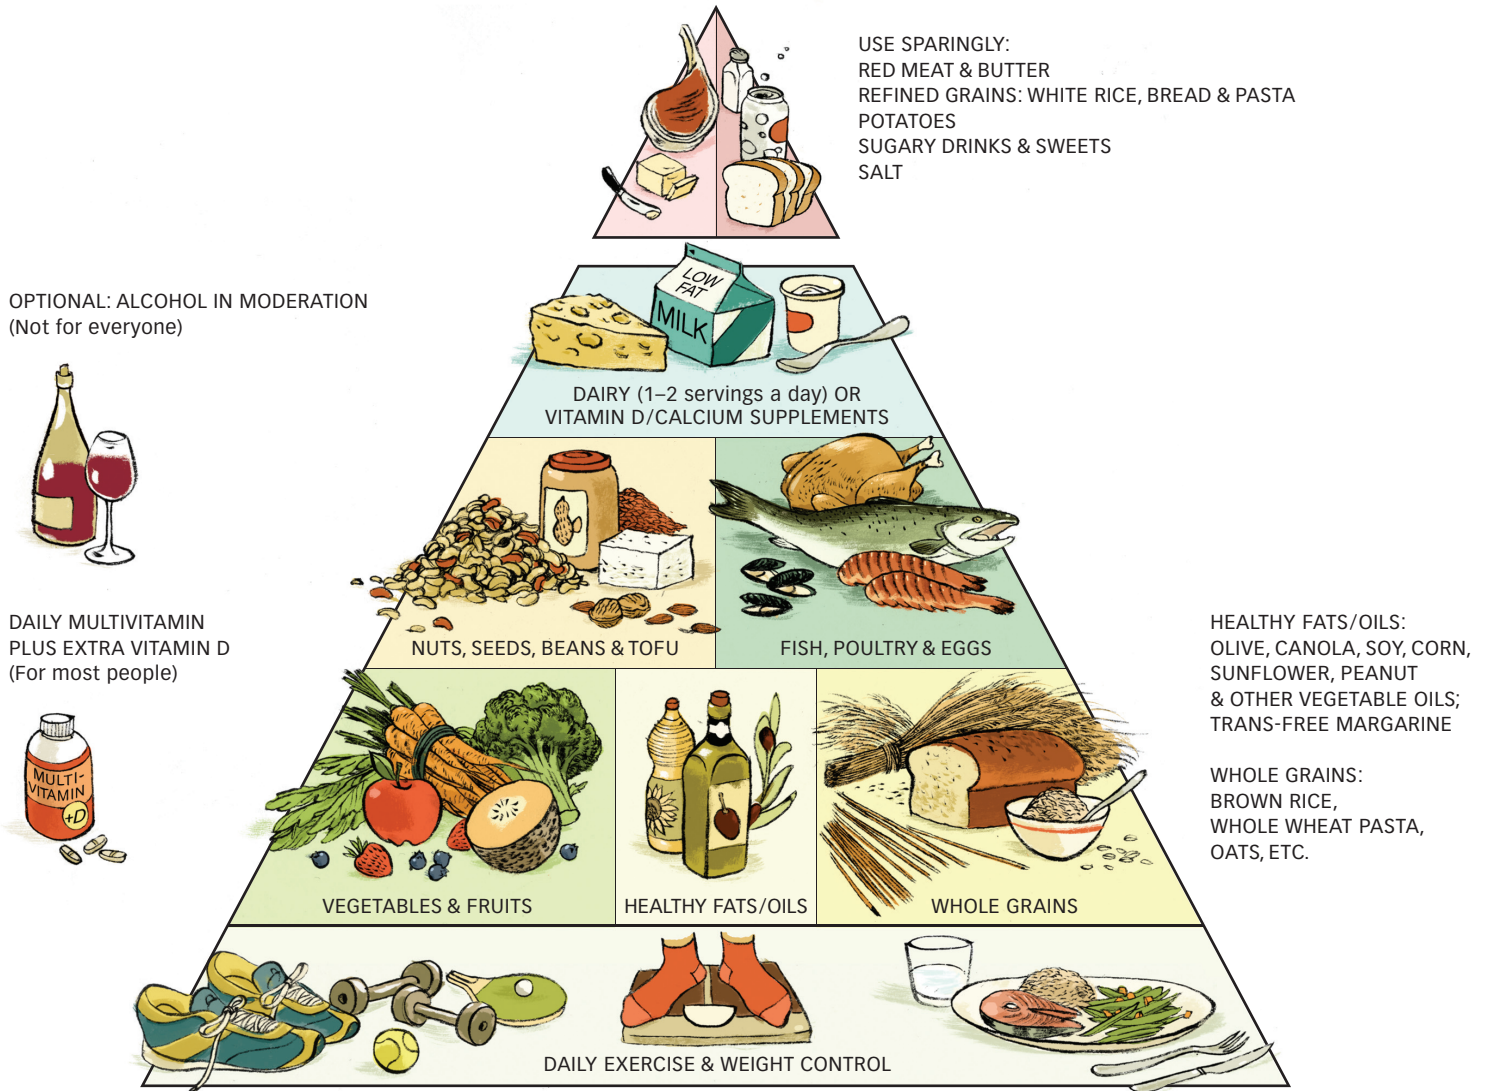 USE SPARINGLY:
RED MEAT & BUTTER
REFINED GRAINS: WHITE RICE, BREAD & PASTA
POTATOES
SUGARY DRINKS & SWEETS
SALT
OPTIONAL: ALCOHOL IN MODERATION
(Not for everyone)
LOW
FAT
MILK
DAIRY (1–2 servings a day) OR
VITAMIN D/CALCIUM SUPPLEMENTS
NUTS, SEEDS, BEANS & TOFU
FISH, POULTRY & EGGS
DAILY MULTIVITAMIN
PLUS EXTRA VITAMIN D
(For most people)
MULTI-
VITAMIN
+D
HEALTHY FATS/OILS:
OLIVE, CANOLA, SOY, CORN,
SUNFLOWER, PEANUT
& OTHER VEGETABLE OILS;
TRANS-FREE MARGARINE
WHOLE GRAINS:
BROWN RICE,
WHOLE WHEAT PASTA,
OATS, ETC.
VEGETABLES & FRUITS
HEALTHY FATS/OILS
WHOLE GRAINS
DAILY EXERCISE & WEIGHT CONTROL